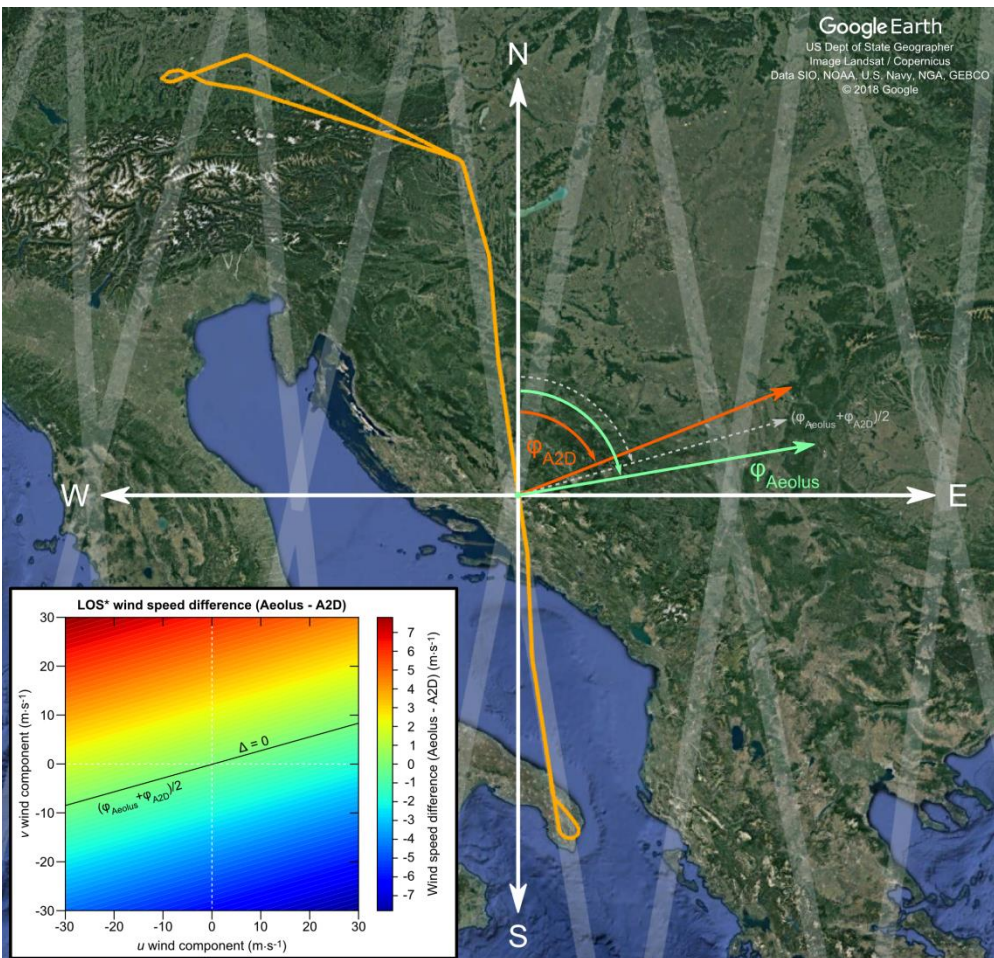 Google Earth
US Dept of State Geographer
Image Landsat / Copernicus
Data SIO, NOAA, U.S. Navy, NGA, GEBCO
© 2018 Google
N
(φAeolus+φA2D)/2
φA2D
φAeolus
W
E
LOS* wind speed difference (Aeolus - A2D)
30
20
10
0
-10
-20
-30
v wind component (m·s⁻¹)
Δ = 0
(φAeolus+φA2D)/2
-30 -20 -10 0 10 20 30
u wind component (m·s⁻¹)
7
6
5
4
3
2
1
0
-1
-2
-3
-4
-5
-6
-7
Wind speed difference (Aeolus - A2D) (m·s⁻¹)
S